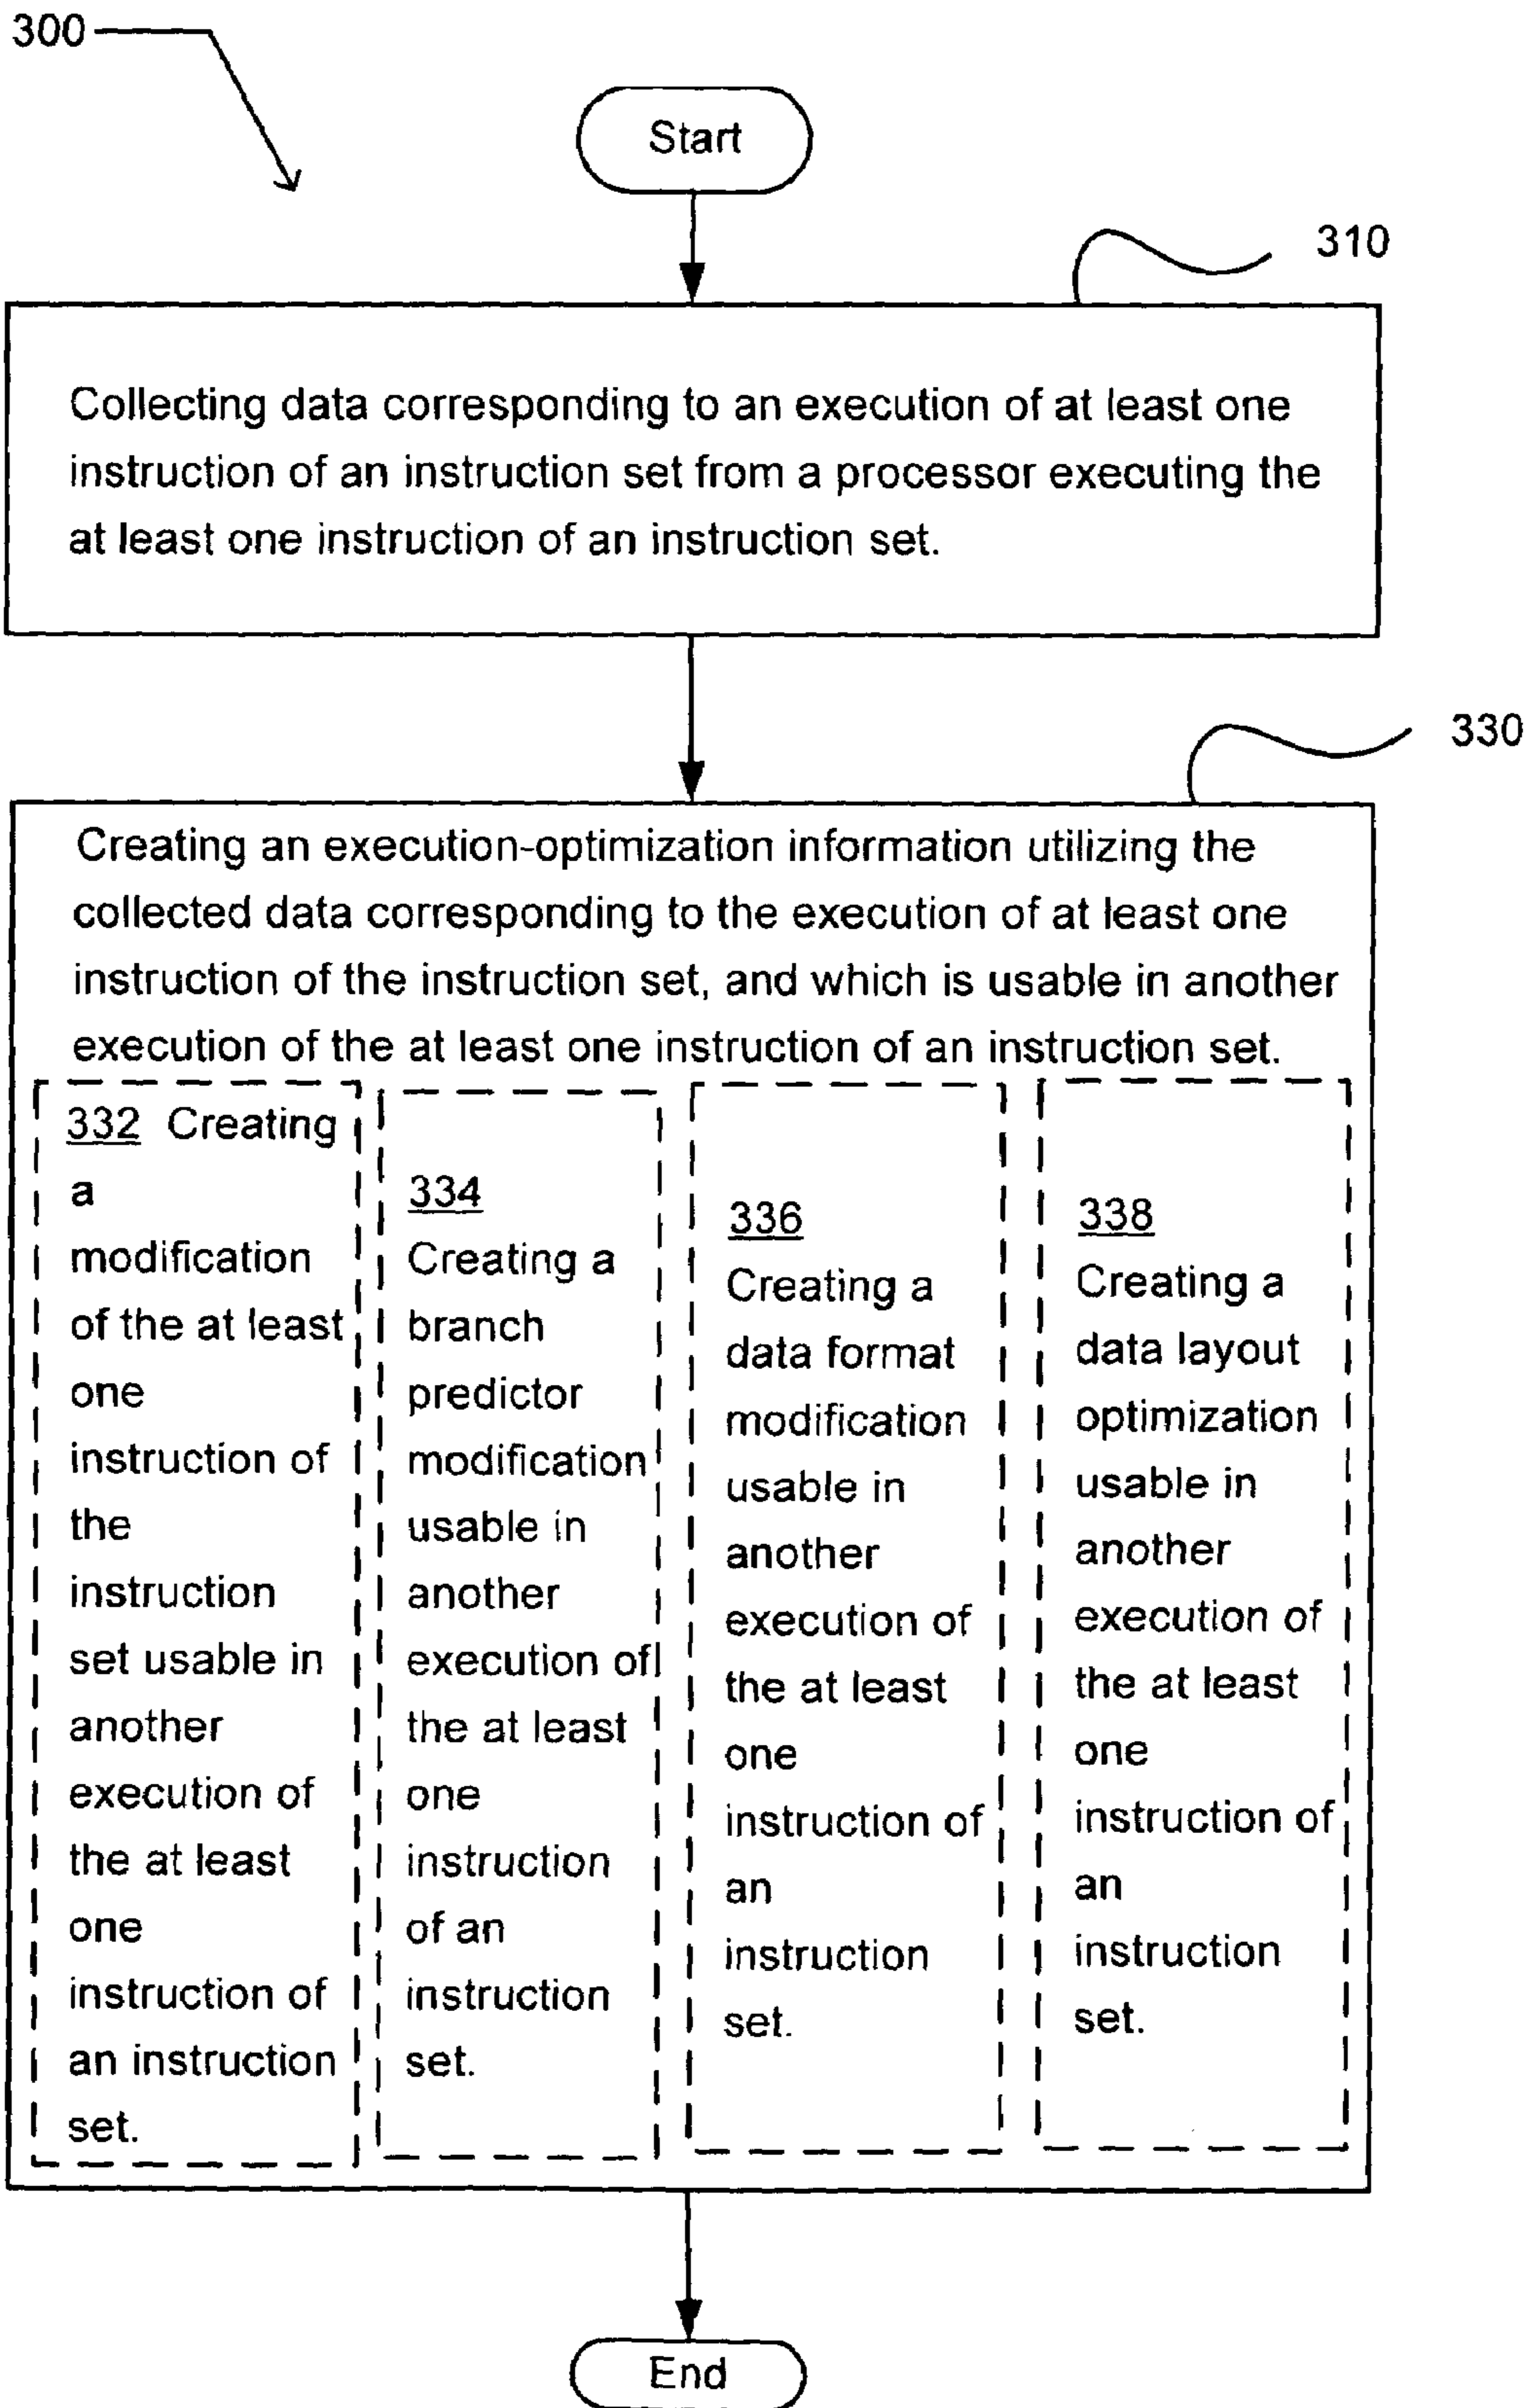 300
Start
310
Collecting data corresponding to an execution of at least one
instruction of an instruction set from a processor executing the
at least one instruction of an instruction set.
330
Creating an execution-optimization information utilizing the
collected data corresponding to the execution of at least one
instruction of the instruction set, and which is usable in another
execution of the at least one instruction of an instruction set.
332 Creating
a
modification
of the at least
one
instruction of
the
instruction
set usable in
another
execution of
the at least
one
instruction of
an instruction
set.
334
Creating a
branch
predictor
modification
usable in
another
execution of
the at least
one
instruction
of an
instruction
set.
336
Creating a
data format
modification
usable in
another
execution of
the at least
one
instruction of
an
instruction
set.
338
Creating a
data layout
optimization
usable in
another
execution of
the at least
one
instruction of
an
instruction
set.
End